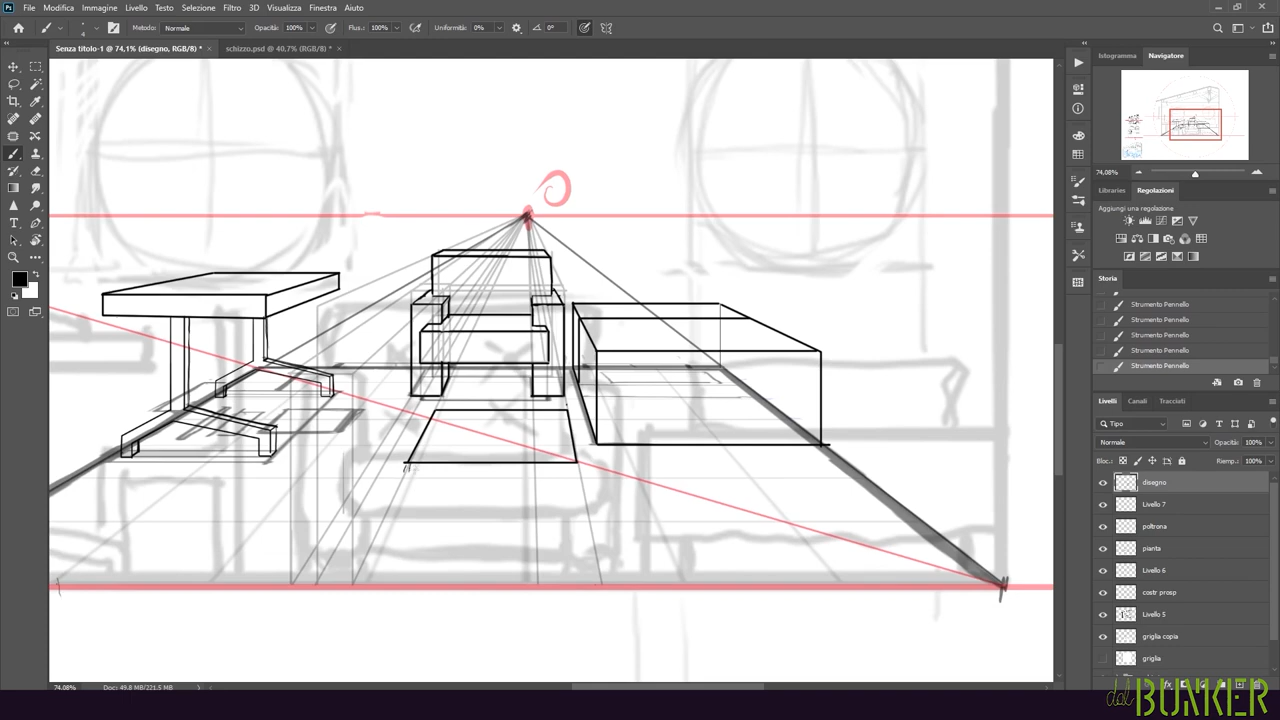 File Modifica Immagine Livello Testo Selezione Filtro 3D Visualizza Finestra Aiuto
Metodo: Normale Opacità: 100% Flus.: 100% Uniformità: 0% 0°
Senza titolo-1 @ 74,1% (disegno, RGB/8) * × schizzo.psd @ 40,7% (RGB/8) * ×
Istogramma Navigatore
74,08%
Libraries Regolazioni
Aggiungi una regolazione
Storia
Strumento Pennello
Strumento Pennello
Strumento Pennello
Strumento Pennello
Strumento Pennello
Livelli Canali Tracciati
Tipo
Normale Opacità: 100%
Bloc.: Riemp.: 100%
disegno
Livello 7
poltrona
pianta
Livello 6
costr prosp
Livello 5
griglia copia
griglia
74,08% Doc: 49,8 MB/221,5 MB
dal BUNKER